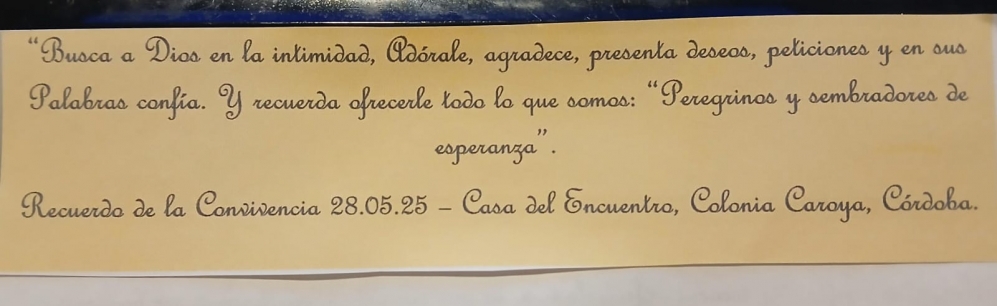 “Busca a Dios en la intimidad, Adórale, agradece, presenta deseos, peticiones y en sus
Palabras confía. Y recuerda ofrecerle todo lo que somos: “Peregrinos y sembradores de
esperanza”.
Recuerdo de la Convivencia 28.05.25 – Casa del Encuentro, Colonia Caroya, Córdoba.